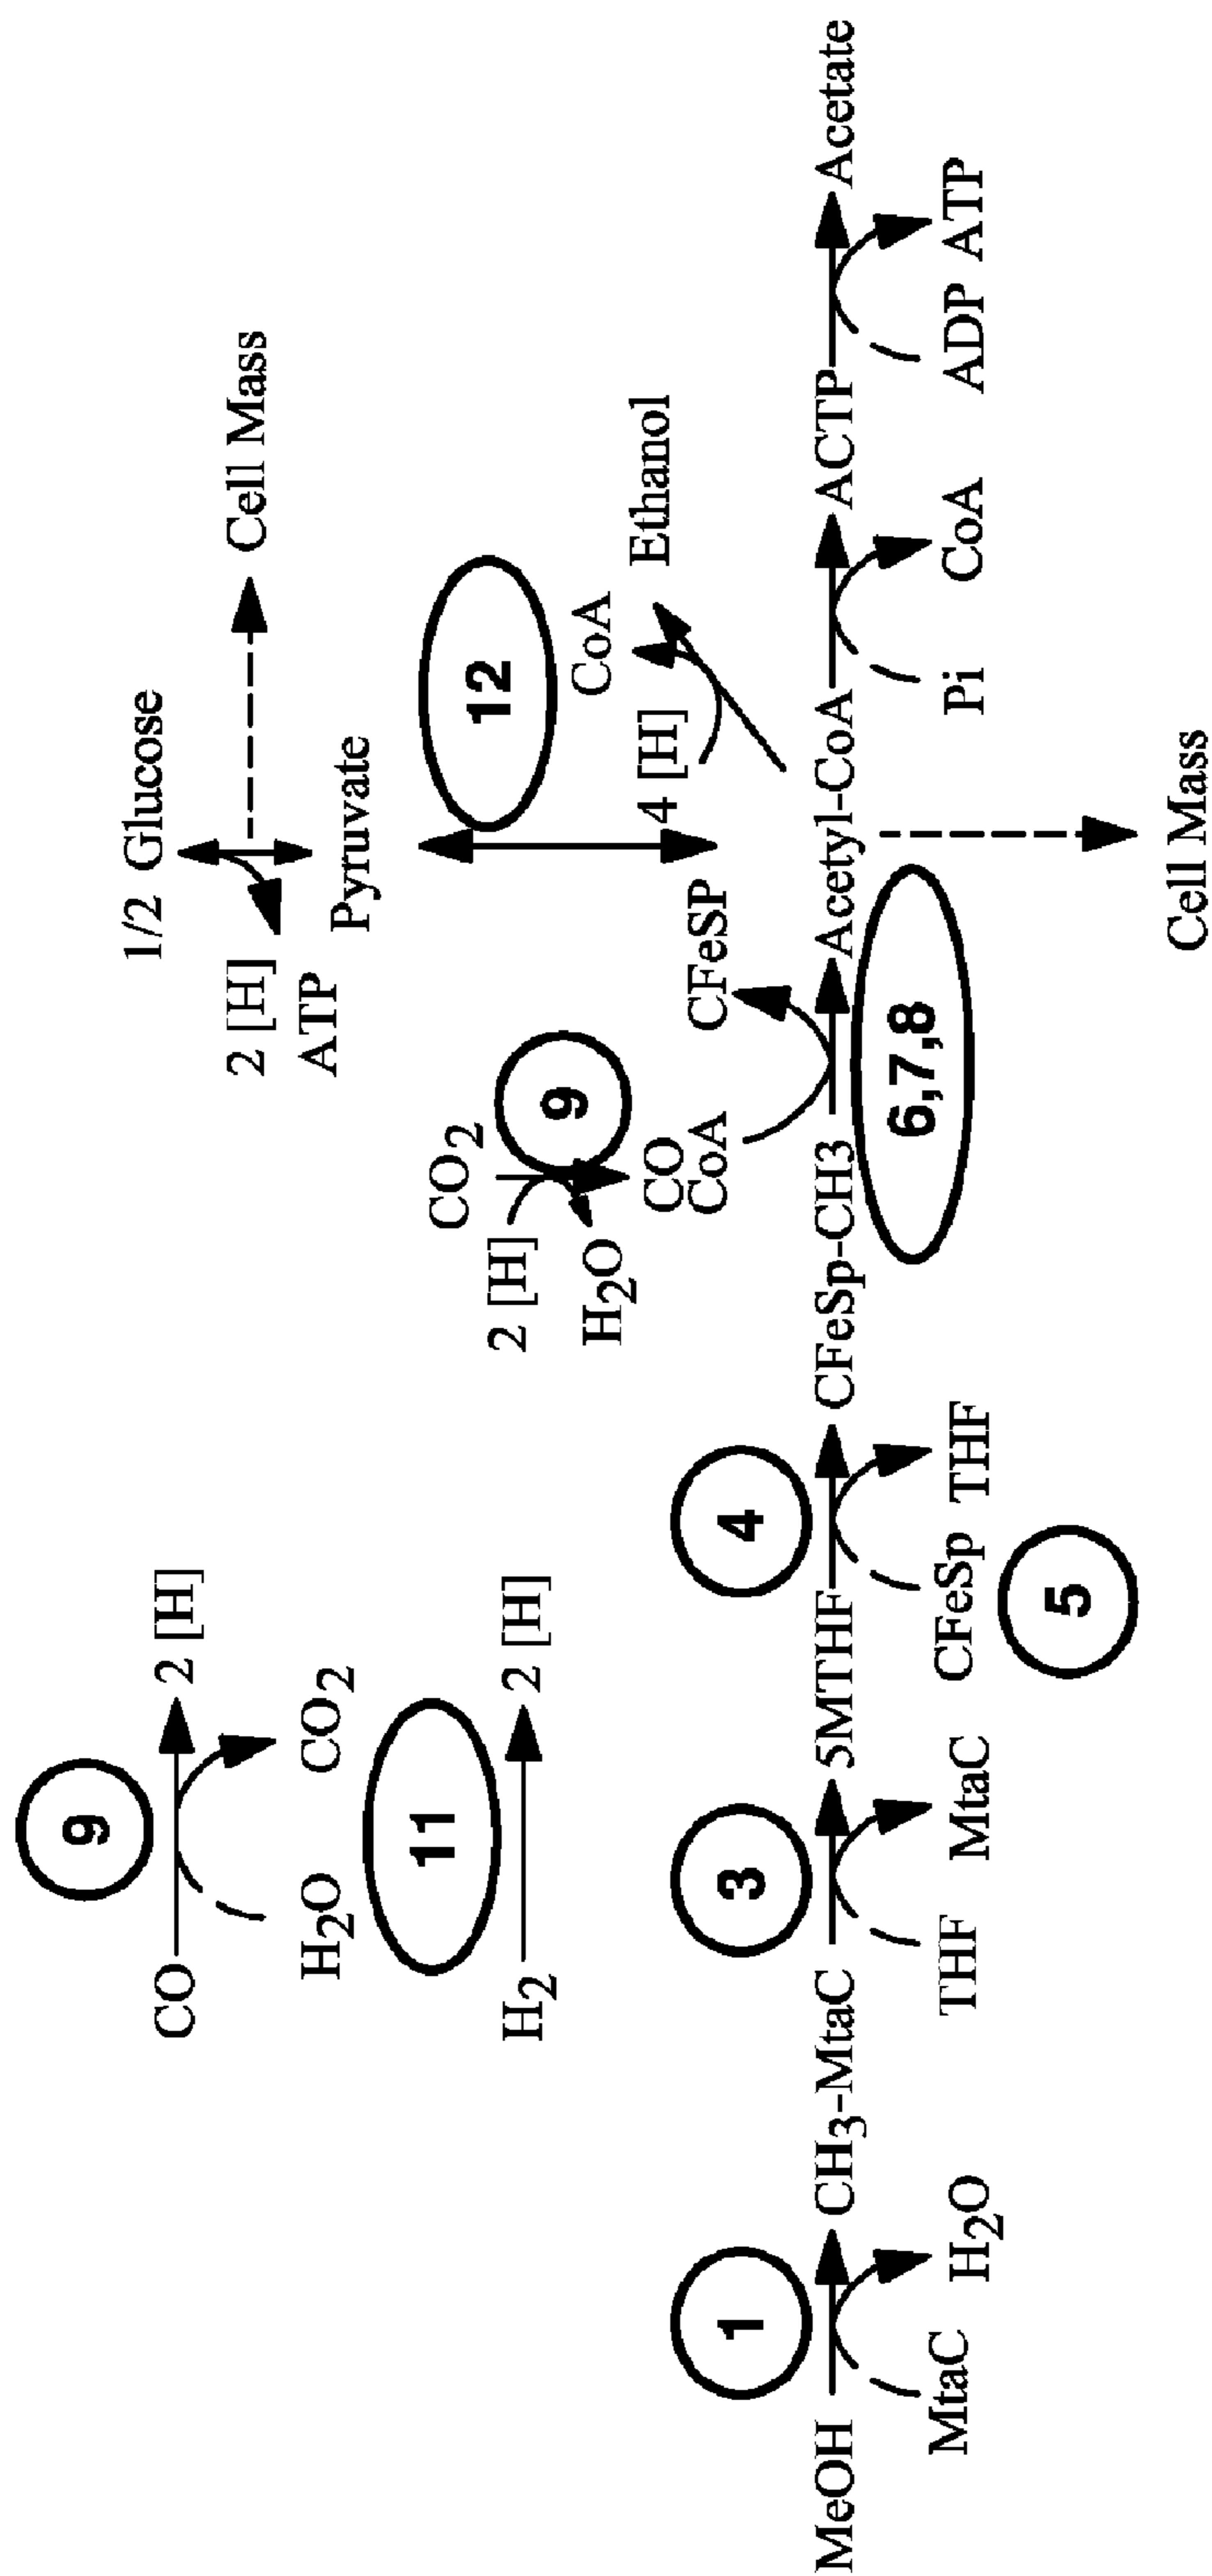 9
CO
2 [H]
H2O
CO2
11
H2
2 [H]
1/2 Glucose
2 [H]
ATP
Cell Mass
Pyruvate
12
CO2
9
2 [H]
H2O
CO
CoA
CFeSP
4 [H]
CoA
Ethanol
1
3
4
MeOH
CH3-MtaC
5MTHF
CFeSp-CH3
Acetyl-CoA
ACTP
Acetate
MtaC
H2O
THF
MtaC
CFeSp
THF
5
6,7,8
Pi
CoA
ADP
ATP
Cell Mass